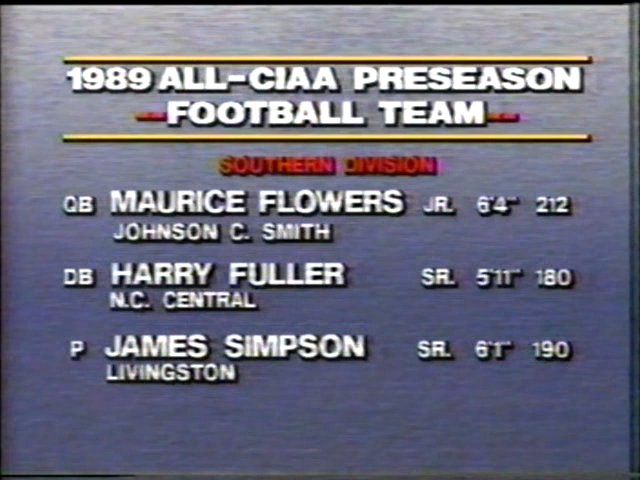 1989 ALL-CIAA PRESEASON
FOOTBALL TEAM
SOUTHERN DIVISION
QB MAURICE FLOWERS JR. 6'4" 212
JOHNSON C. SMITH
DB HARRY FULLER SR. 5'11" 180
N.C. CENTRAL
P JAMES SIMPSON SR. 6'1" 190
LIVINGSTON